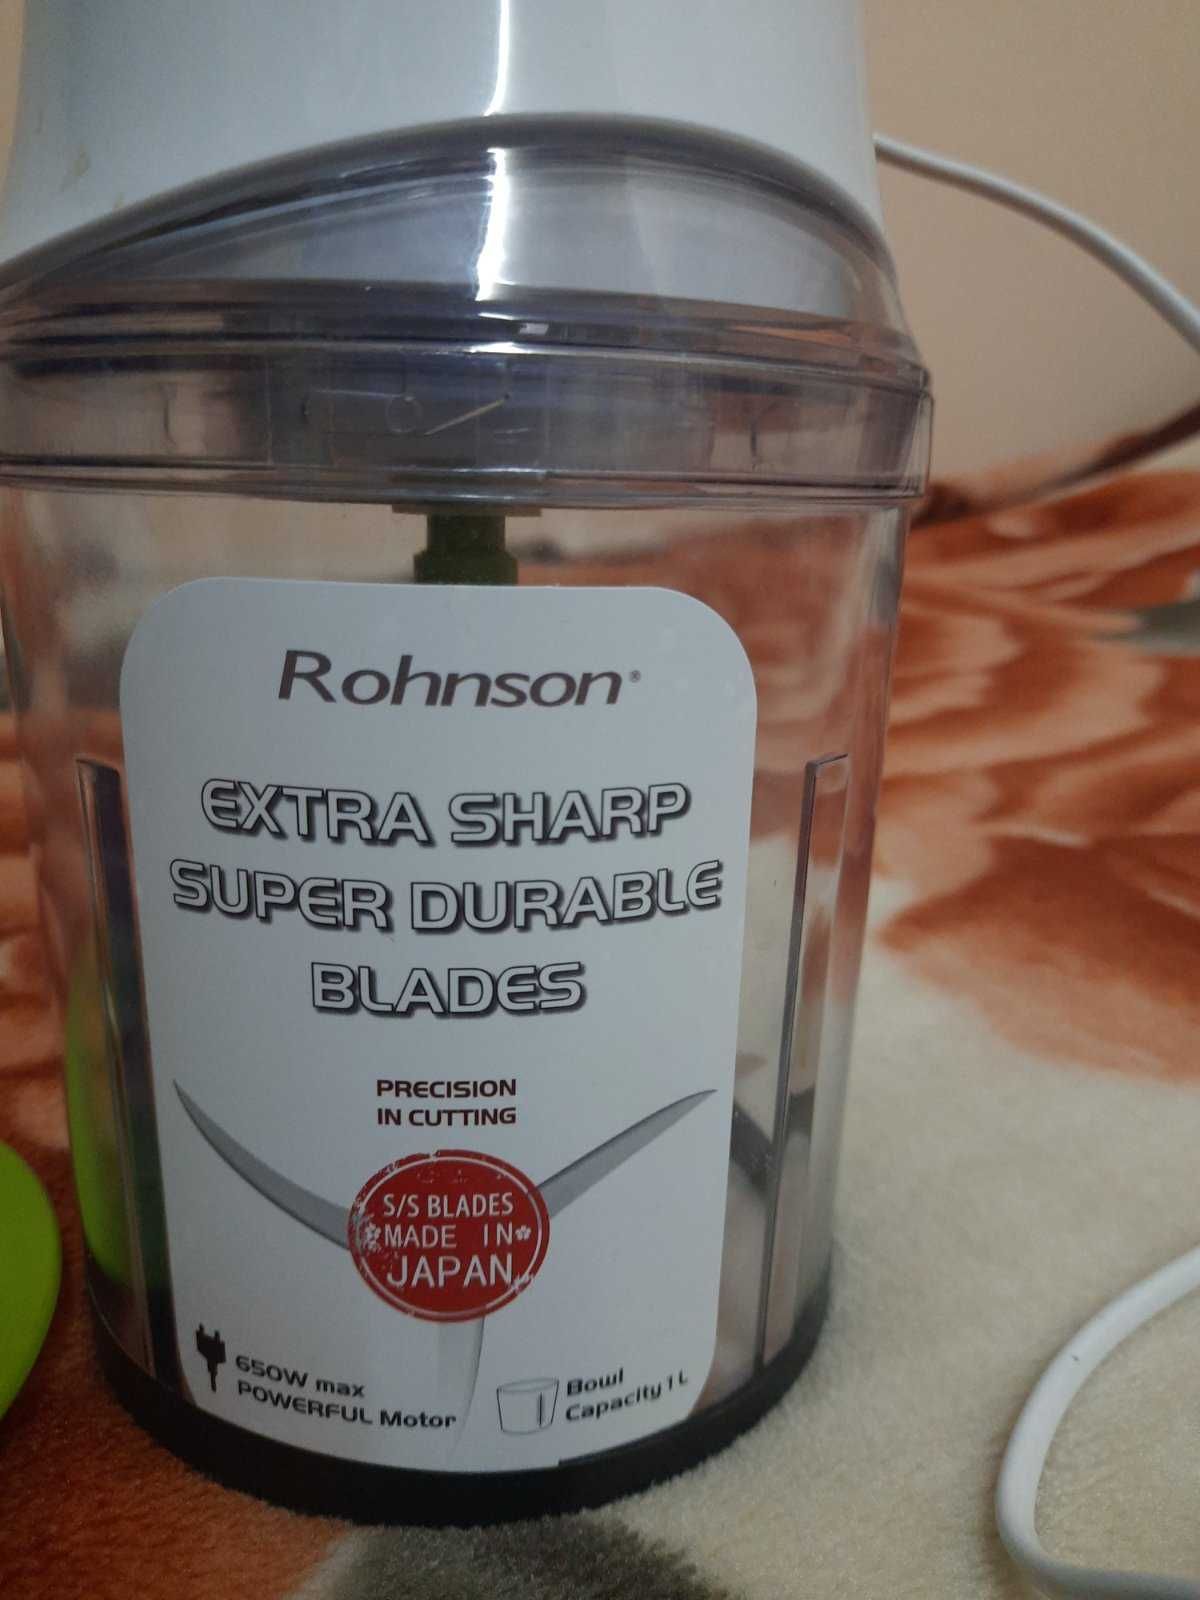 Rohnson®
EXTRA SHARP
SUPER DURABLE
BLADES
PRECISION
IN CUTTING
S/S BLADES
MADE IN
JAPAN
650W max
POWERFUL Motor
Bowl
Capacity 1 L